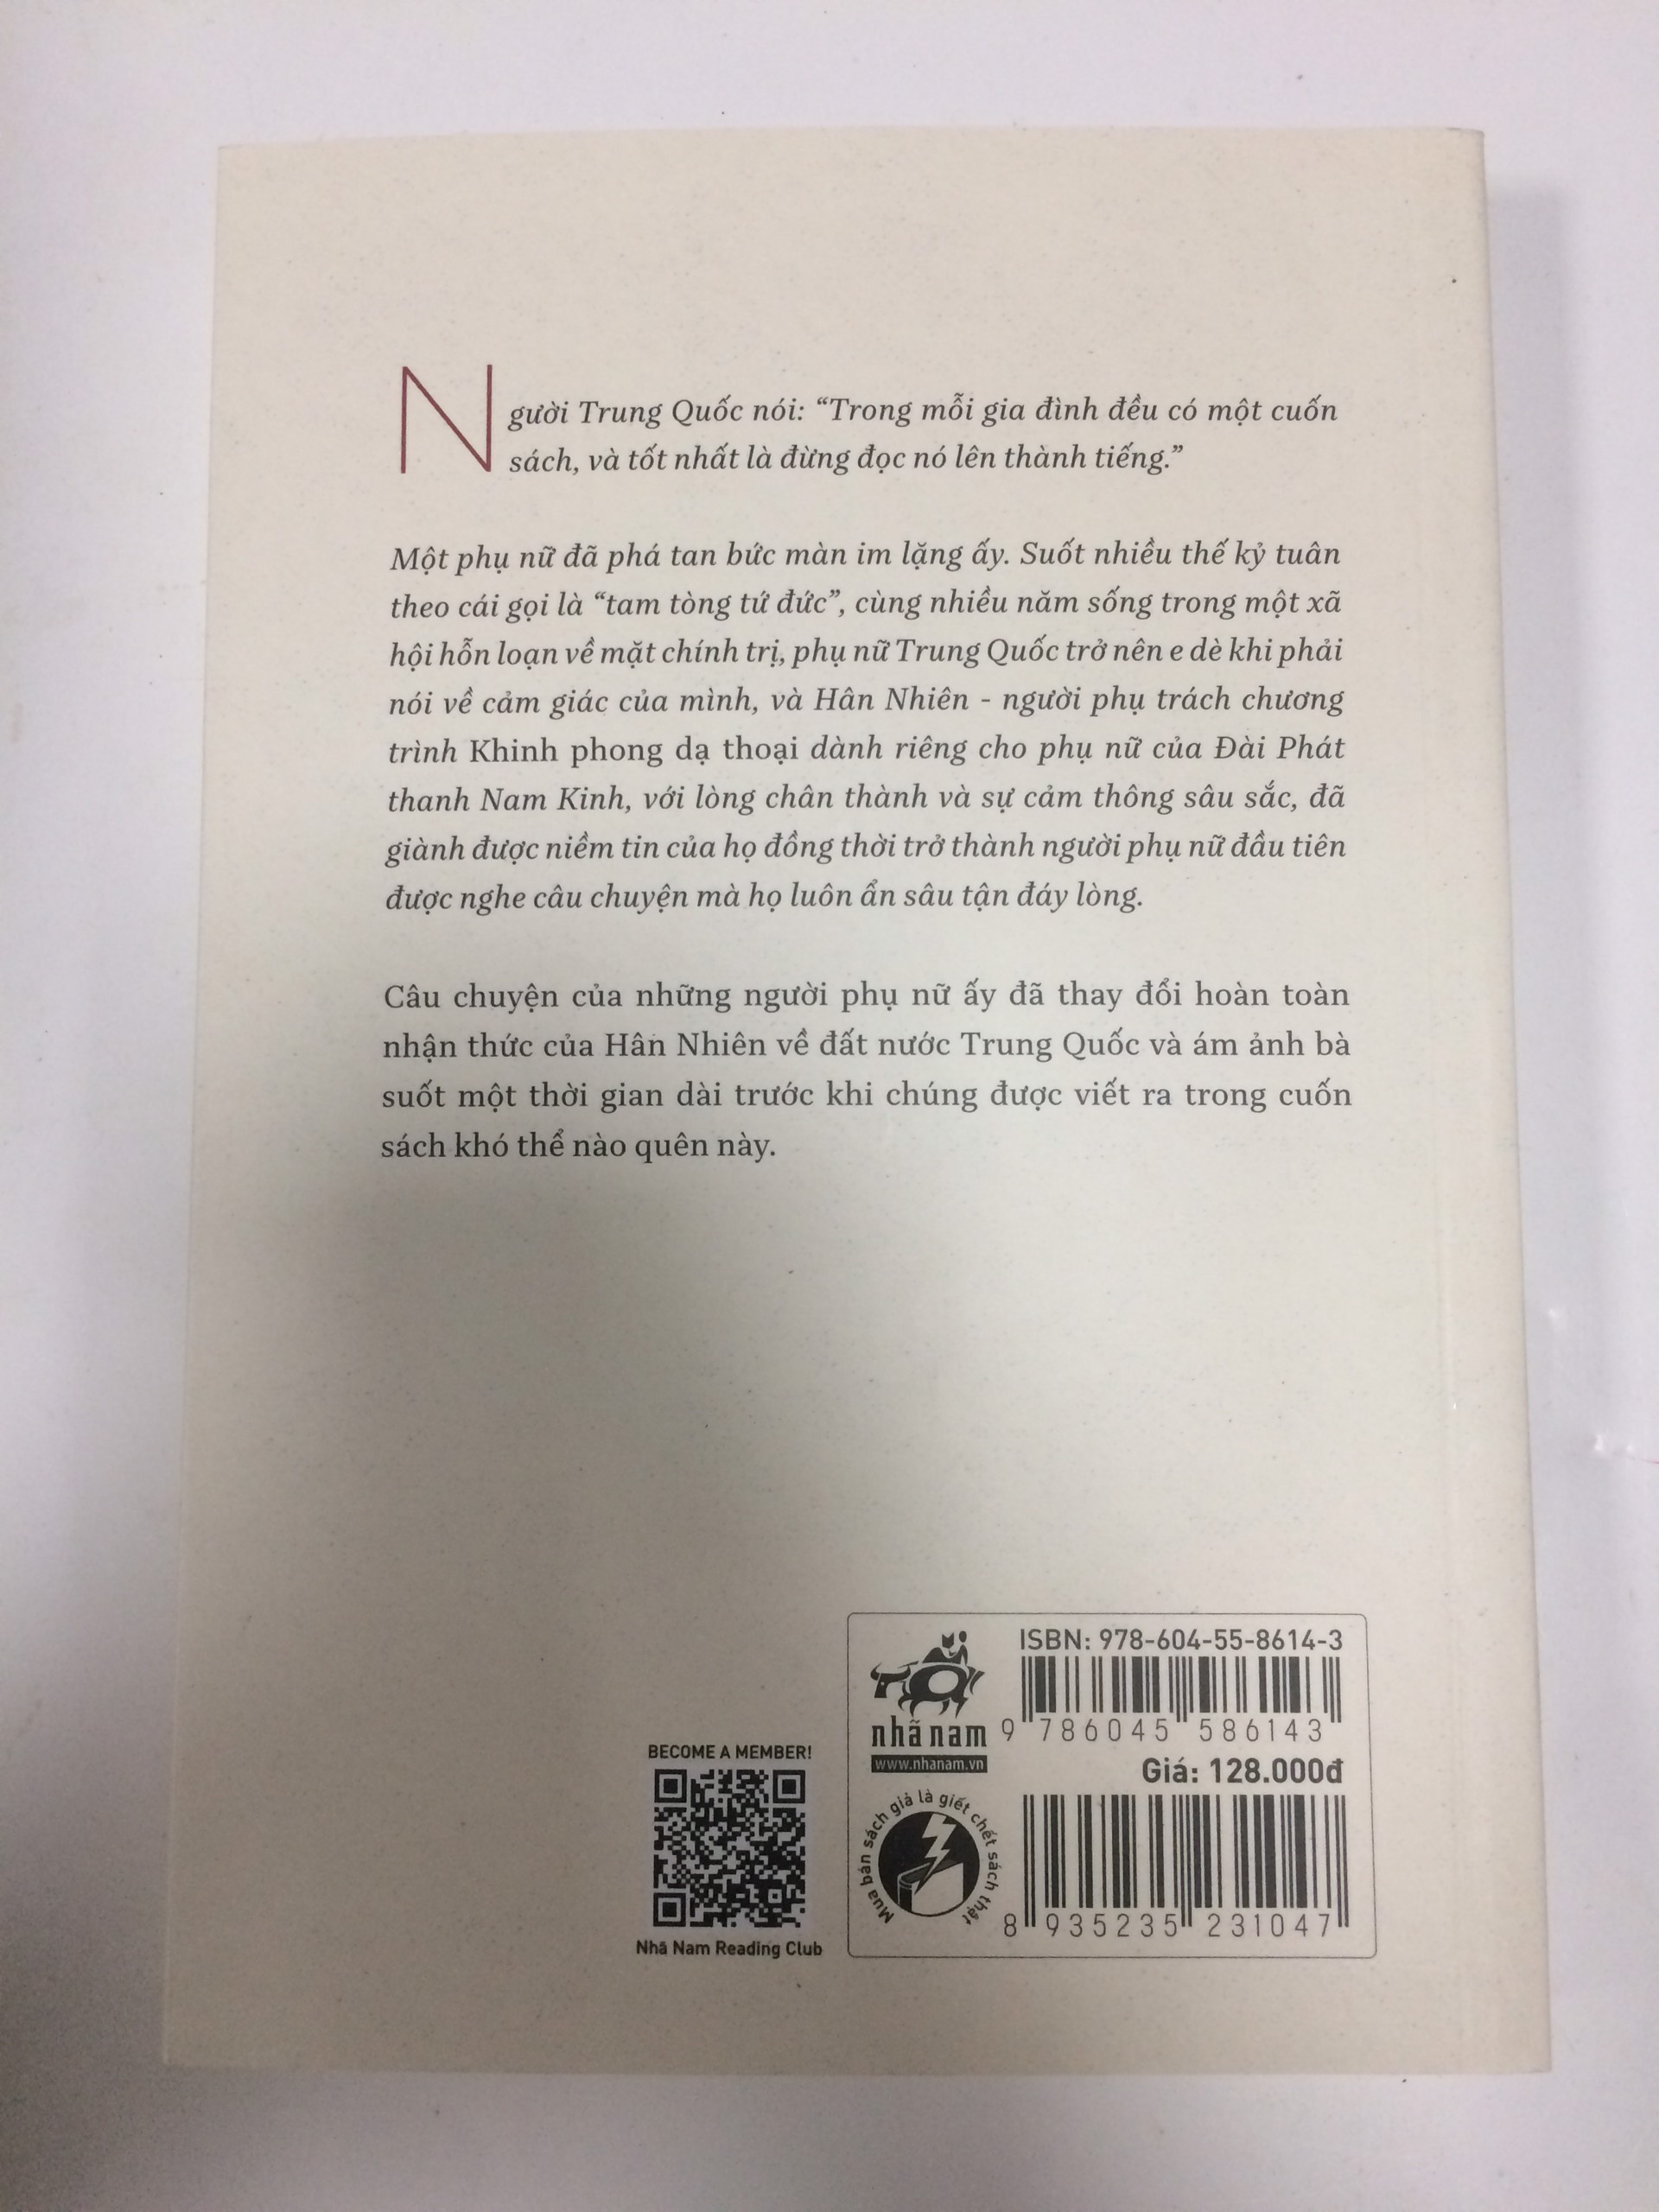 Người Trung Quốc nói: “Trong mỗi gia đình đều có một cuốn
sách, và tốt nhất là đừng đọc nó lên thành tiếng.”
Một phụ nữ đã phá tan bức màn im lặng ấy. Suốt nhiều thế kỷ tuân
theo cái gọi là “tam tòng tứ đức”, cùng nhiều năm sống trong một xã
hội hỗn loạn về mặt chính trị, phụ nữ Trung Quốc trở nên e dè khi phải
nói về cảm giác của mình, và Hân Nhiên - người phụ trách chương
trình Khinh phong dạ thoại dành riêng cho phụ nữ của Đài Phát
thanh Nam Kinh, với lòng chân thành và sự cảm thông sâu sắc, đã
giành được niềm tin của họ đồng thời trở thành người phụ nữ đầu tiên
được nghe câu chuyện mà họ luôn ẩn sâu tận đáy lòng.
Câu chuyện của những người phụ nữ ấy đã thay đổi hoàn toàn
nhận thức của Hân Nhiên về đất nước Trung Quốc và ám ảnh bà
suốt một thời gian dài trước khi chúng được viết ra trong cuốn
sách khó thể nào quên này.
BECOME A MEMBER!
Nhã Nam Reading Club
nhã nam
www.nhanam.vn
Mua bán sách giả là giết chết sách thật
ISBN: 978-604-55-8614-3
9 786045 586143
Giá: 128.000đ
8 935235 231047